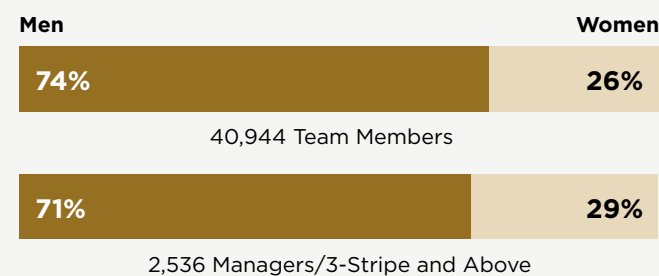 Men Women
74% 26%
40,944 Team Members
71% 29%
2,536 Managers/3-Stripe and Above